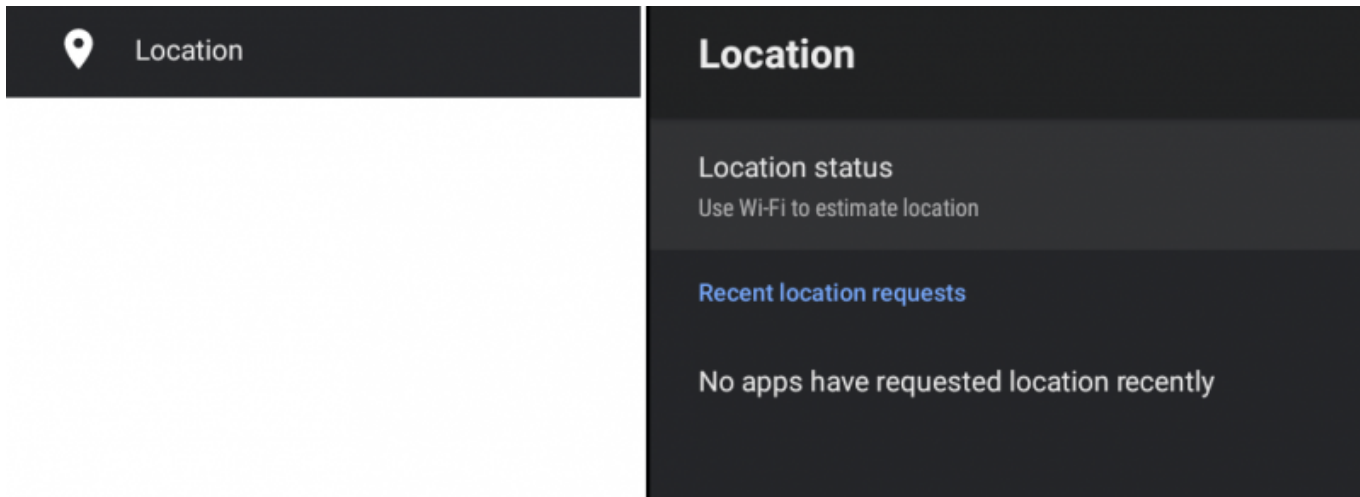 Location
Location
Location status
Use Wi-Fi to estimate location
Recent location requests
No apps have requested location recently